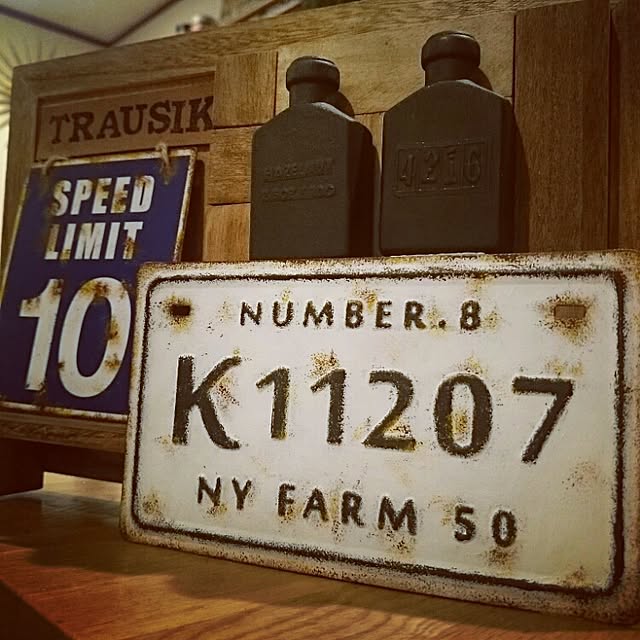 TRAUSIK
SPEED
LIMIT
10
4216
NUMBER.8
K11207
NY FARM 50